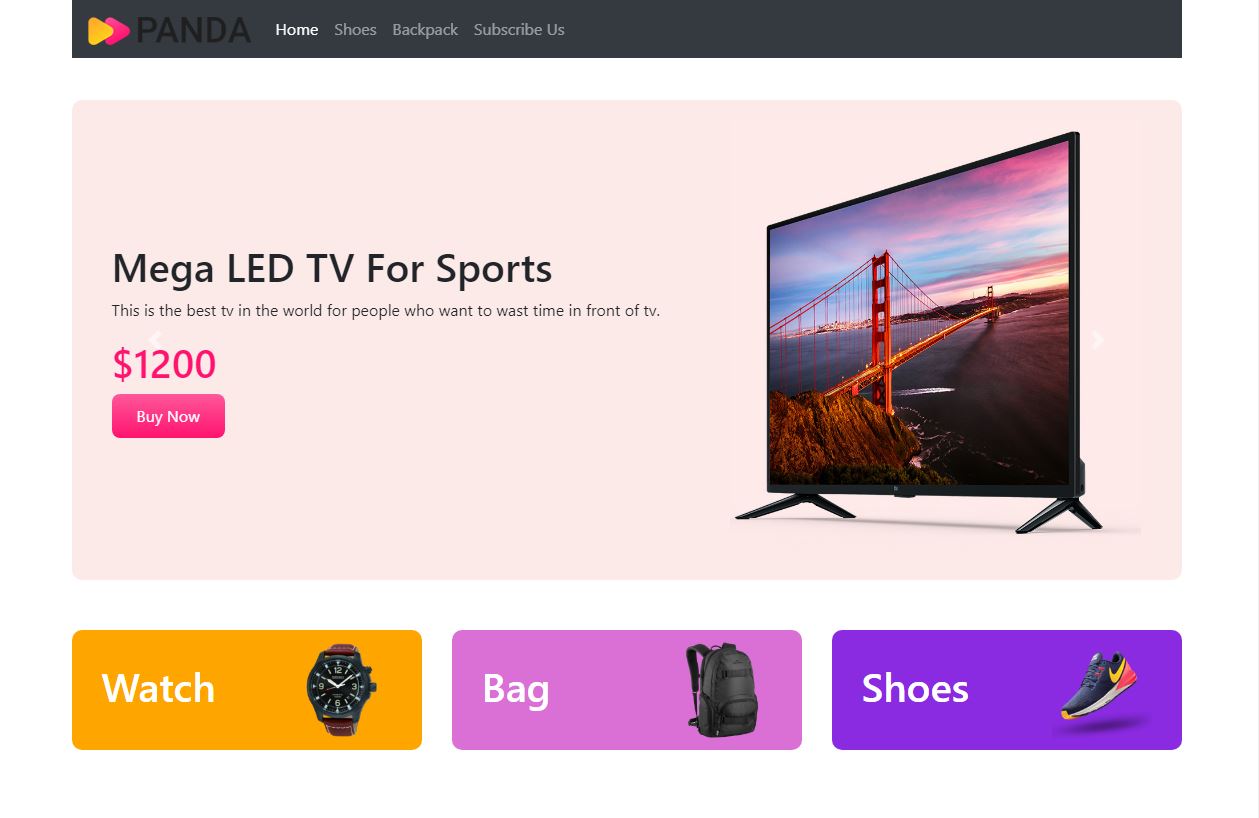 PANDA Home Shoes Backpack Subscribe Us
Mega LED TV For Sports
This is the best tv in the world for people who want to wast time in front of tv.
$1200
Buy Now
Watch
Bag
Shoes